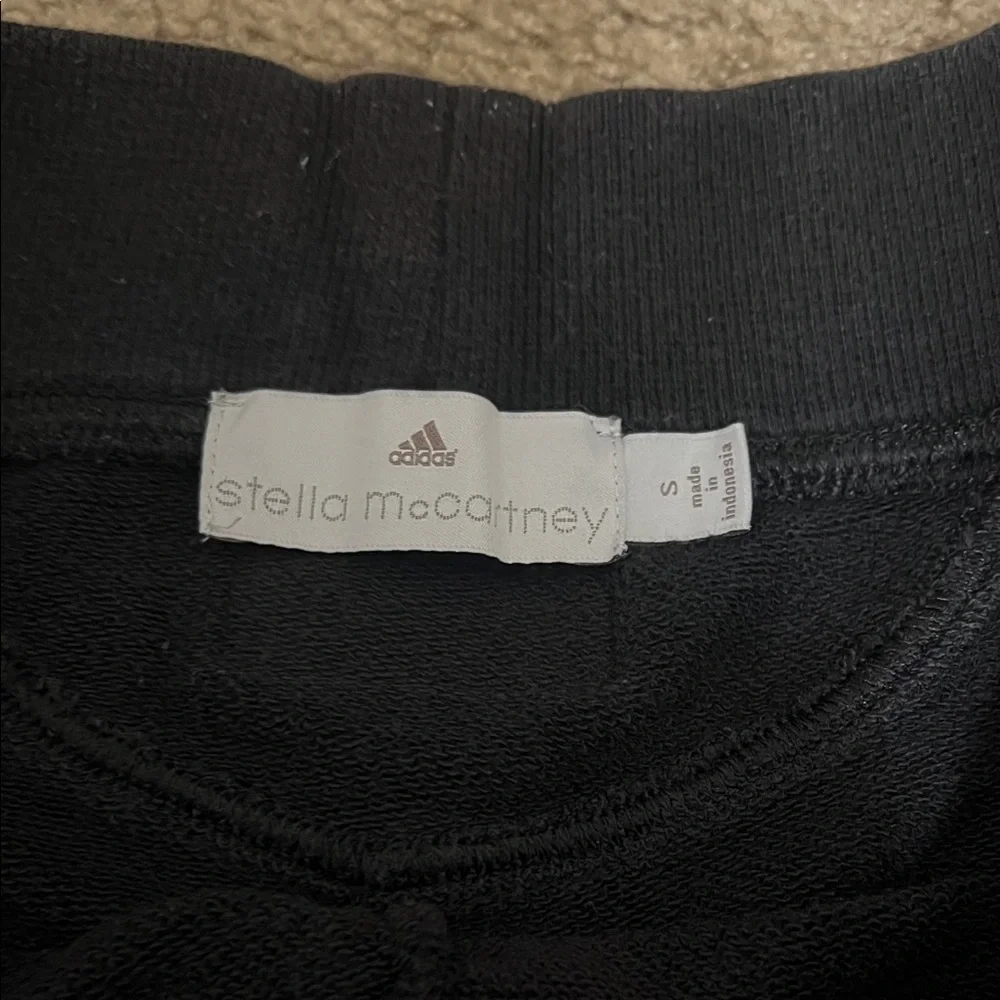 adidas
stella mccartney
S
made
in
indonesia